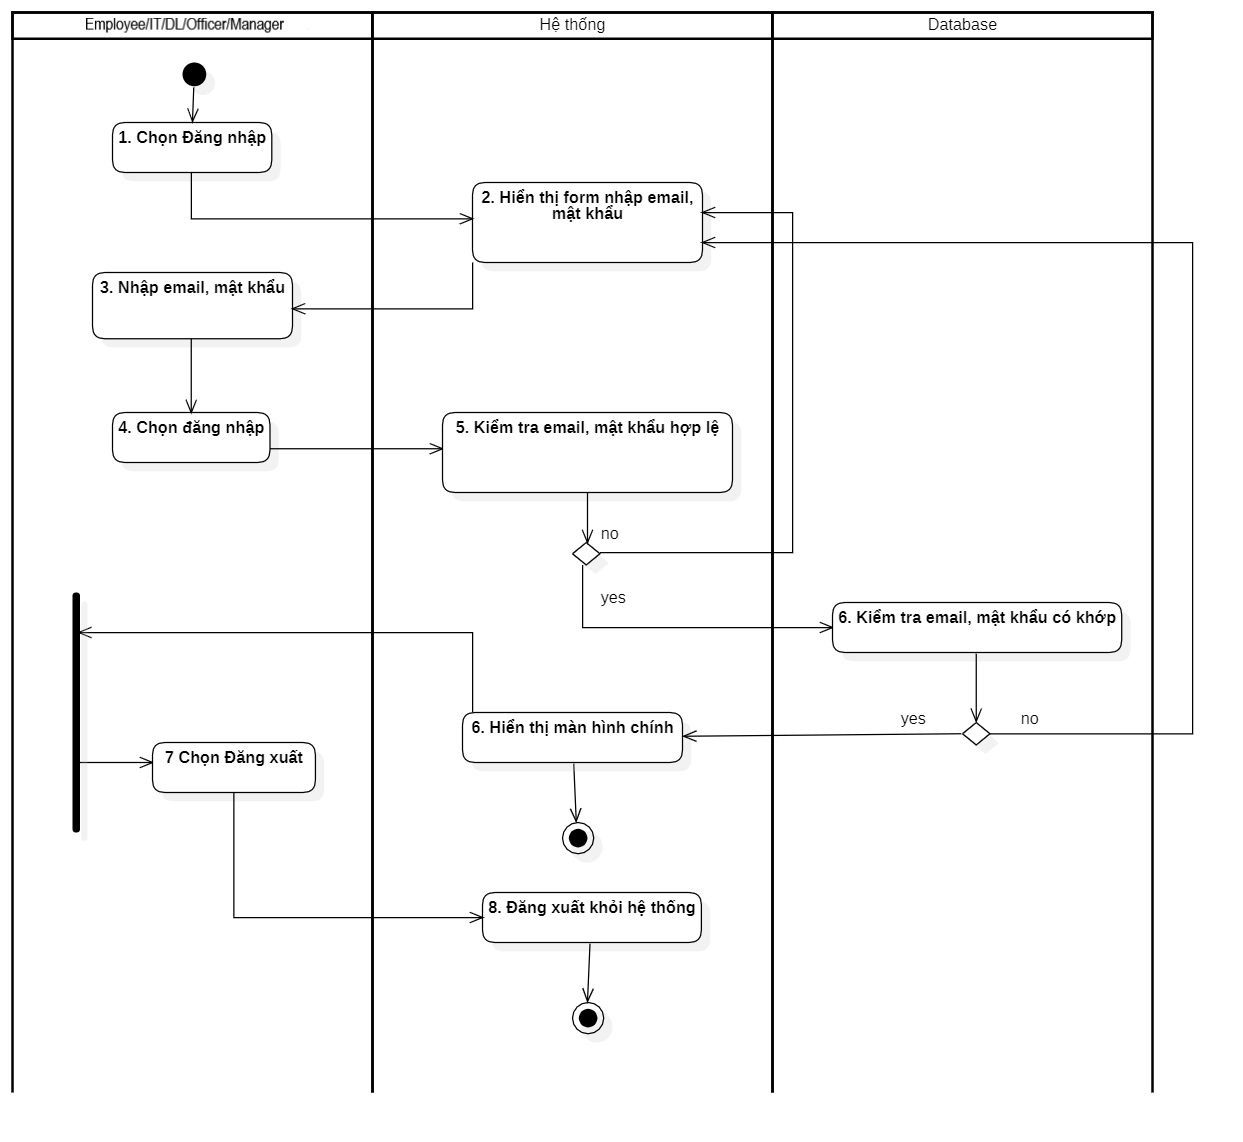 Employee/IT/DL/Officer/Manager
Hệ thống
Database
1. Chọn Đăng nhập
2. Hiển thị form nhập email,
mật khẩu
3. Nhập email, mật khẩu
4. Chọn đăng nhập
5. Kiểm tra email, mật khẩu hợp lệ
no
yes
6. Kiểm tra email, mật khẩu có khớp
yes
no
6. Hiển thị màn hình chính
7 Chọn Đăng xuất
8. Đăng xuất khỏi hệ thống